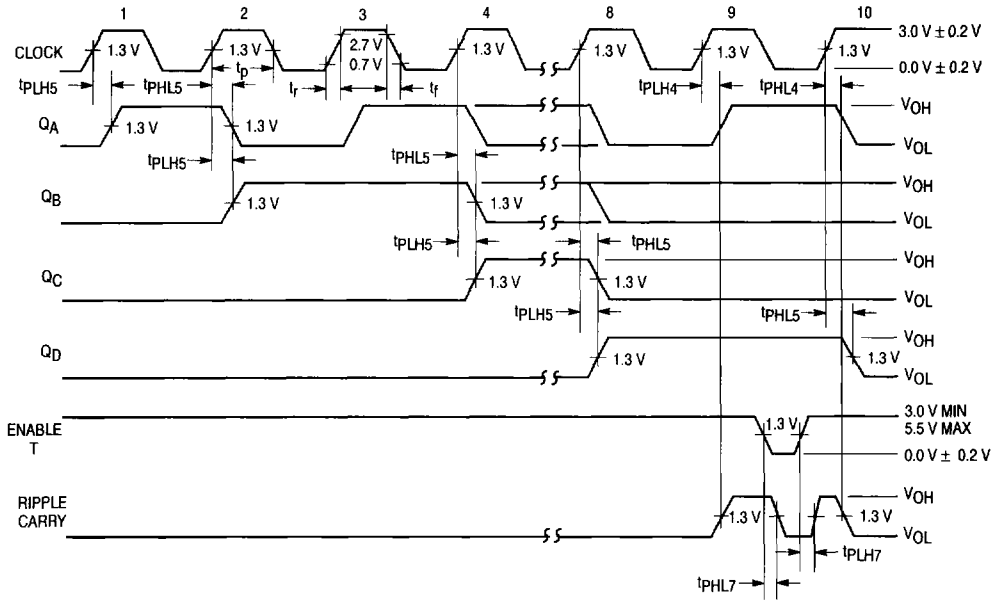 1 2 3 4 8 9 10
CLOCK 1.3 V 1.3 V 2.7 V 1.3 V 1.3 V 1.3 V 1.3 V 3.0 V ± 0.2 V
tp 0.7 V 0.0 V ± 0.2 V
tPLH5 tPHL5 tr tf tPLH4 tPHL4
QA 1.3 V 1.3 V VOH
tPLH5 tPHL5 VOL
QB 1.3 V 1.3 V VOH
VOL
tPLH5 tPHL5
QC 1.3 V 1.3 V VOH
VOL
tPLH5 tPHL5
QD 1.3 V 1.3 V VOH
VOL
ENABLE T 1.3 V 3.0 V MIN
5.5 V MAX
0.0 V ± 0.2 V
RIPPLE CARRY 1.3 V 1.3 V VOH
VOL
tPLH7
tPHL7